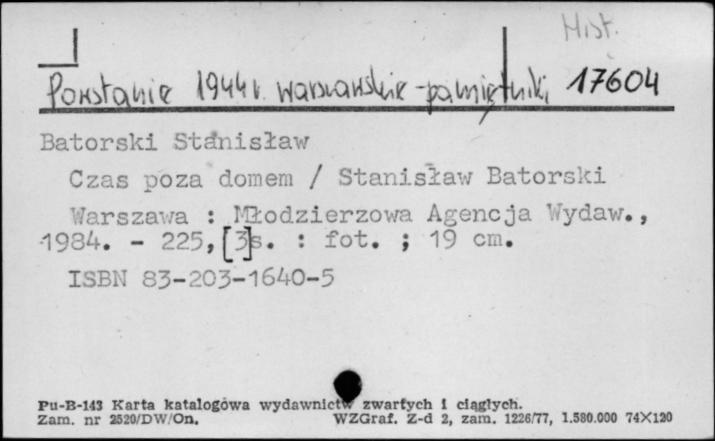 Hist.
Powstanie 1944 r. warszawskie - pamiętniki 17604
Batorski Stanisław
Czas poza domem / Stanisław Batorski
Warszawa : Młodzierzowa Agencja Wydaw.,
1984. - 225,[3]s. : fot. ; 19 cm.
ISBN 83-203-1640-5
Pu-B-143 Karta katalogowa wydawnictw zwartych i ciągłych.
Zam. nr 2520/DW/On. WZGraf. Z-d 2, zam. 1226/77, 1.580.000 74X120